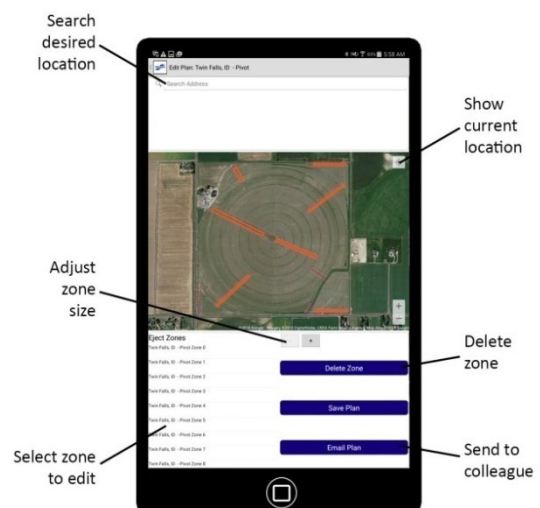 Search
desired
location
5:58 AM
Edit Plan: Twin Falls, ID - Pivot
Search Address
Show
current
location
Adjust
zone
size
+
−
Eject Zones
- +
Twin Falls, ID - Pivot Zone 0
Twin Falls, ID - Pivot Zone 1
Delete Zone
Delete
zone
Twin Falls, ID - Pivot Zone 2
Twin Falls, ID - Pivot Zone 3
Twin Falls, ID - Pivot Zone 4
Save Plan
Twin Falls, ID - Pivot Zone 5
Twin Falls, ID - Pivot Zone 6
Select zone
to edit
Twin Falls, ID - Pivot Zone 7
Email Plan
Send to
colleague
Twin Falls, ID - Pivot Zone 8